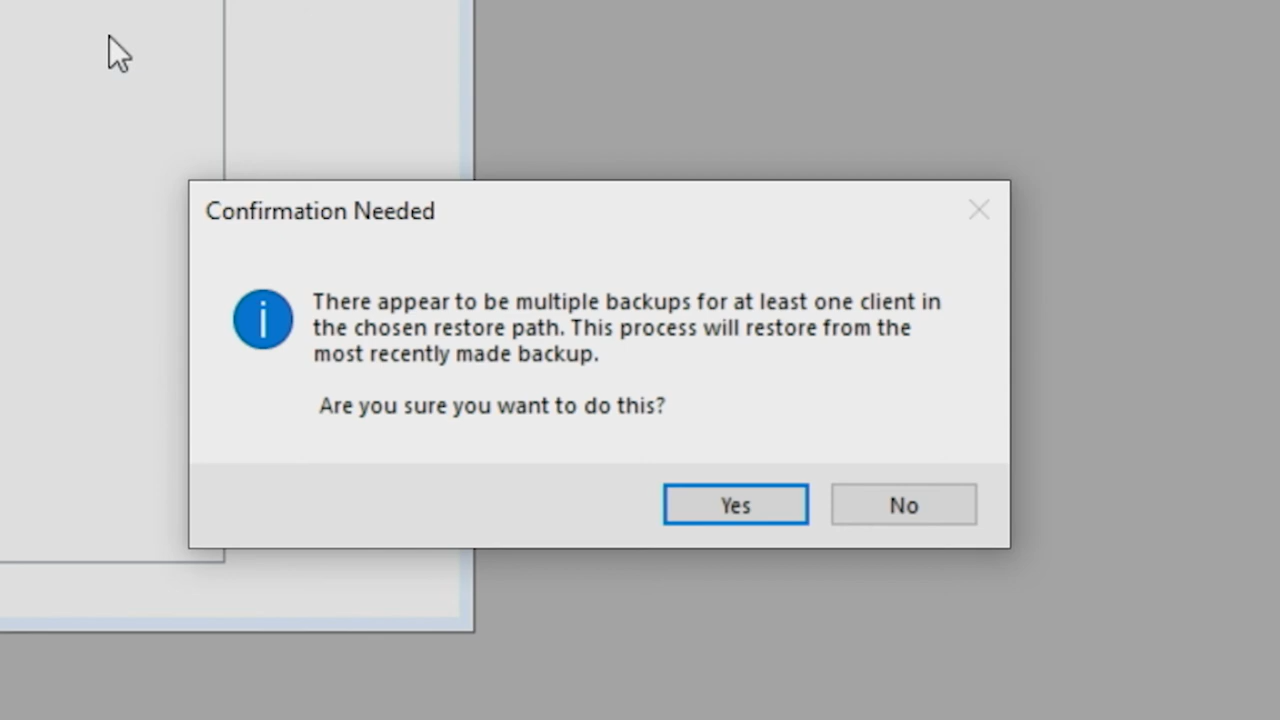 Confirmation Needed
There appear to be multiple backups for at least one client in
the chosen restore path. This process will restore from the
most recently made backup.
Are you sure you want to do this?
Yes
No